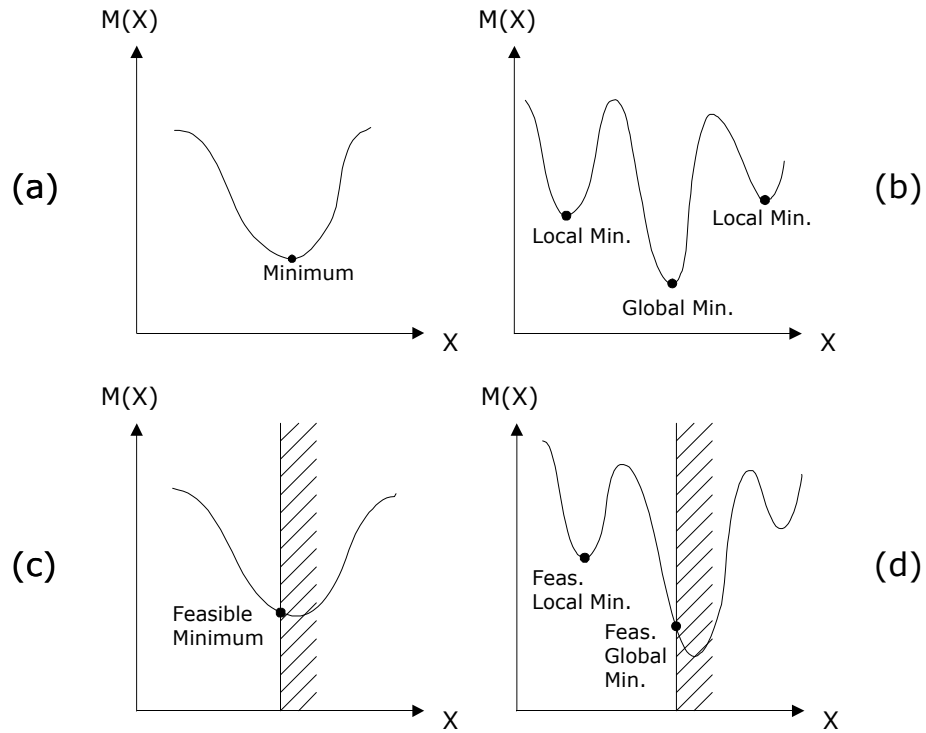 M(X)
M(X)
(a)
(b)
Local Min.
Local Min.
Minimum
Global Min.
X
X
M(X)
M(X)
(c)
(d)
Feas.
Local Min.
Feasible
Minimum
Feas.
Global
Min.
X
X